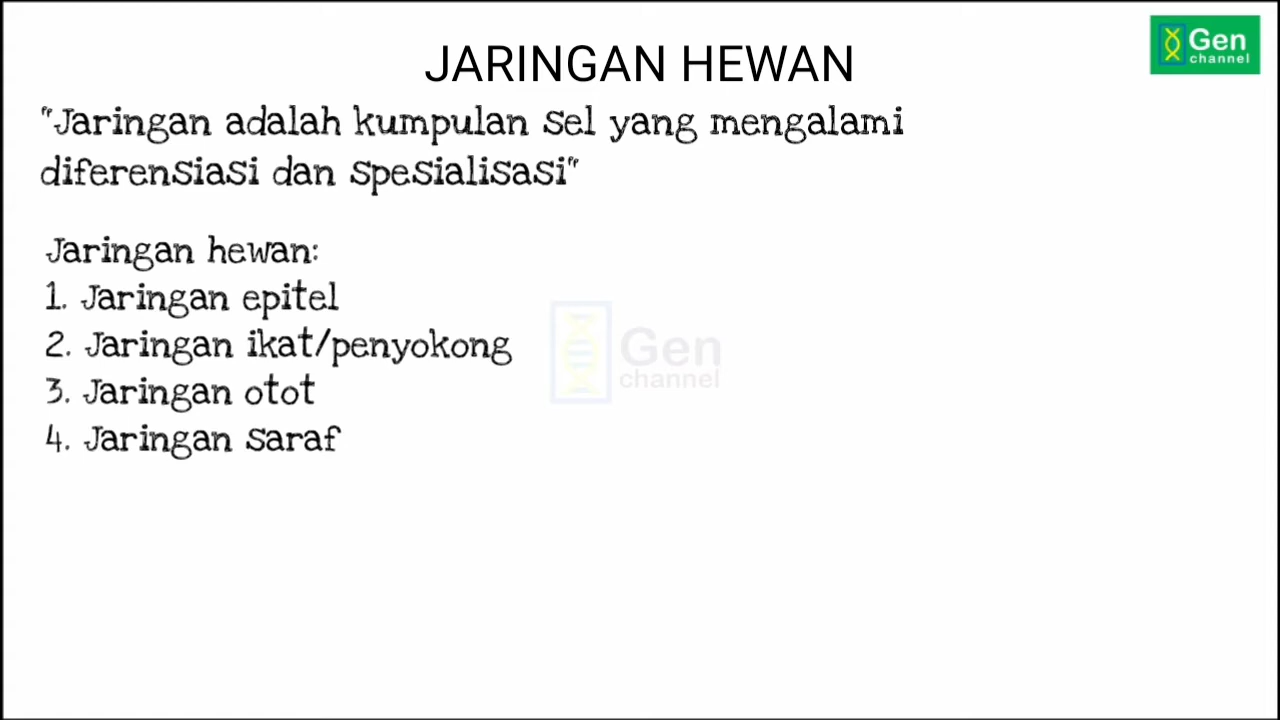 Gen
channel
JARINGAN HEWAN
"Jaringan adalah kumpulan sel yang mengalami
diferensiasi dan spesialisasi"
Jaringan hewan:
1. Jaringan epitel
2. Jaringan ikat/penyokong
3. Jaringan otot
4. Jaringan saraf
Gen
channel